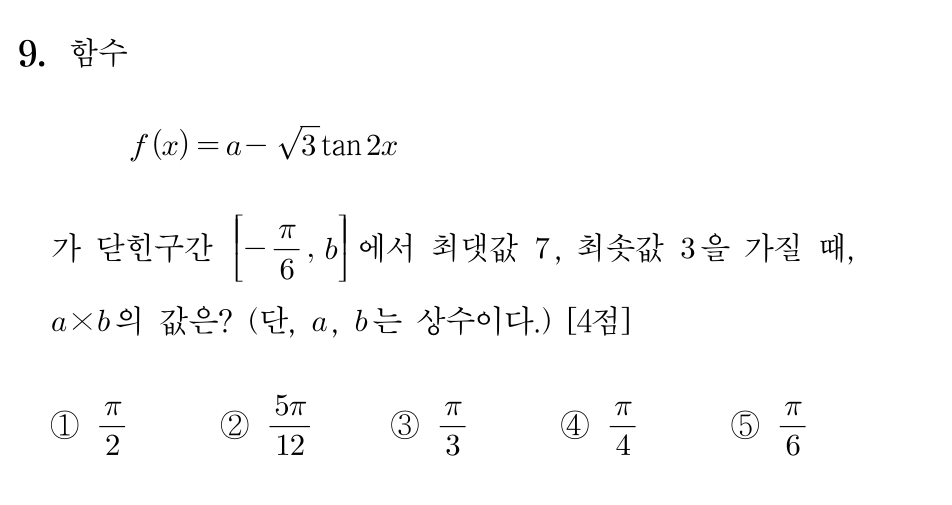 9. 함수
f(x) = a - √3 tan 2x
가 닫힌구간 [-π/6, b] 에서 최댓값 7, 최솟값 3을 가질 때,
a×b의 값은? (단, a, b는 상수이다.) [4점]
① π/2 ② 5π/12 ③ π/3 ④ π/4 ⑤ π/6